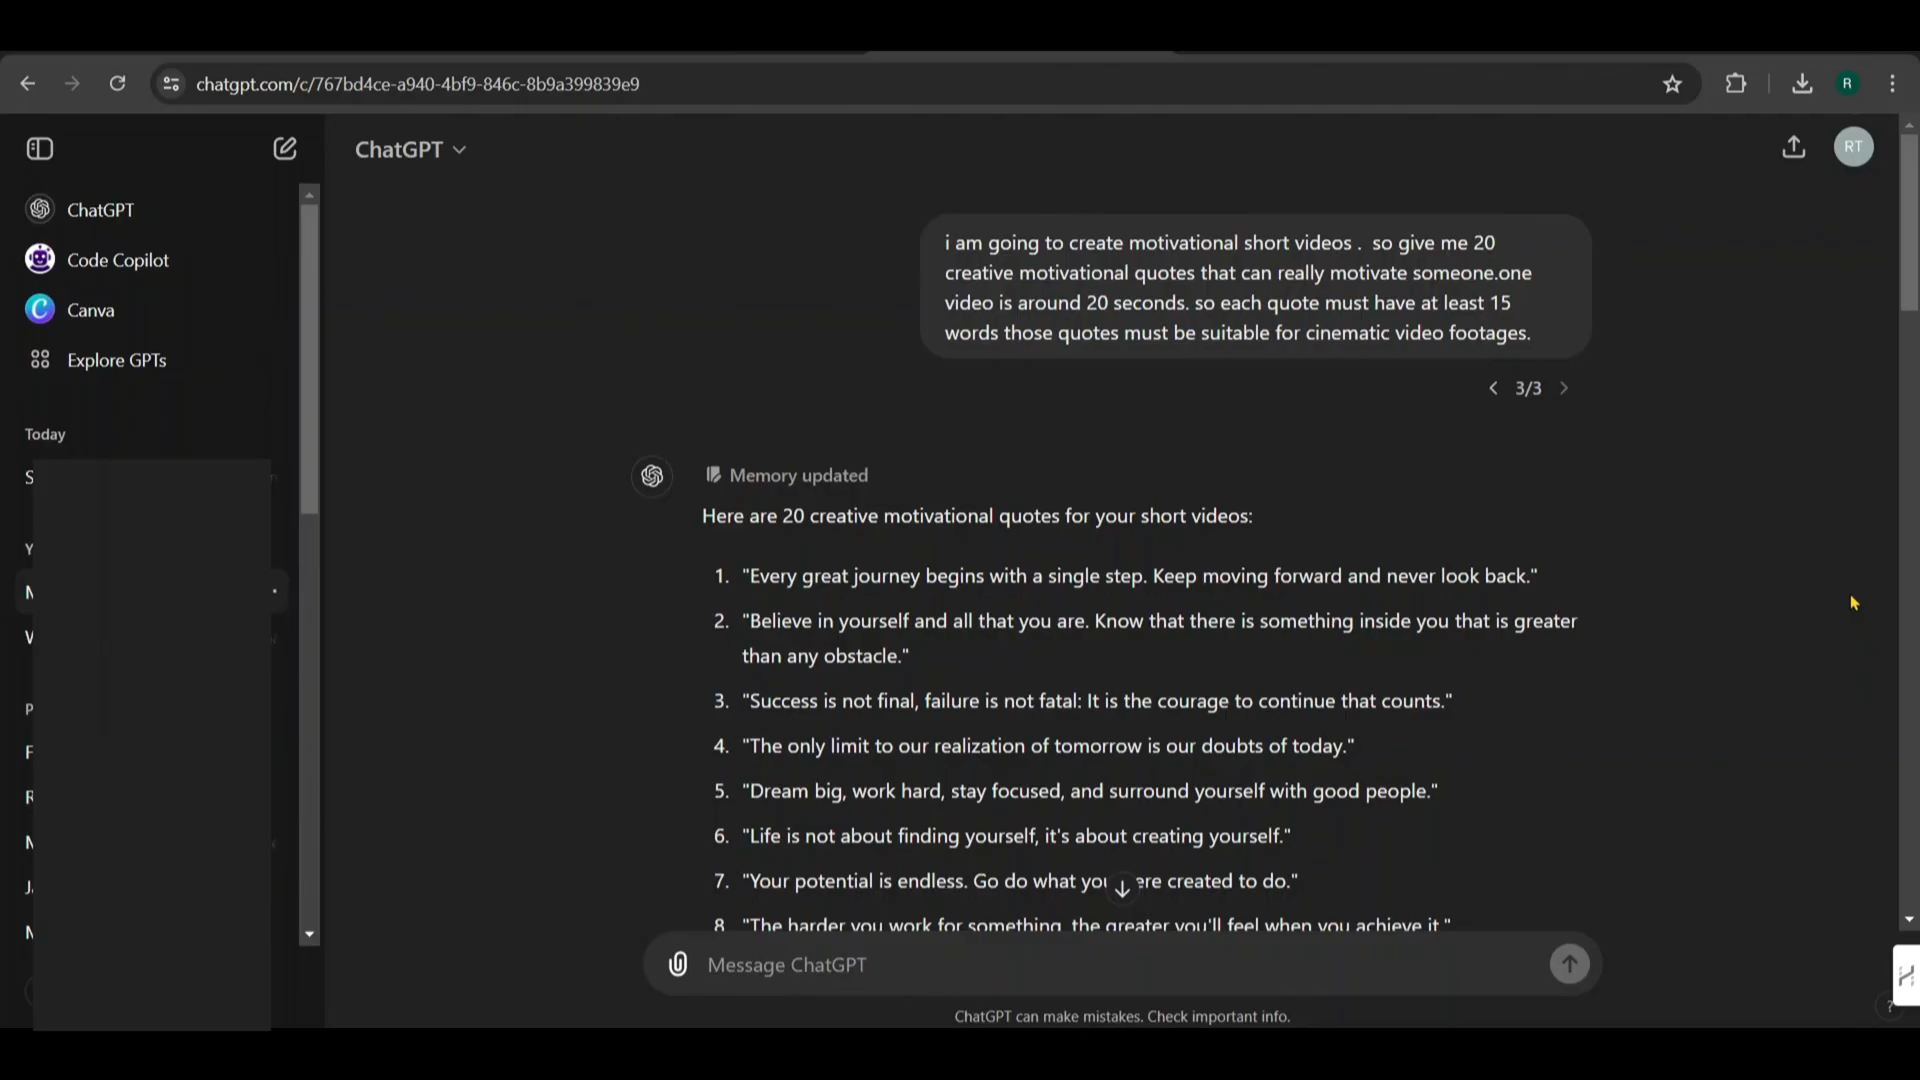 chatgpt.com/c/767bd4ce-a940-4bf9-846c-8b9a399839e9
R
ChatGPT
RT
ChatGPT
Code Copilot
Canva
Explore GPTs
Today
S
Y
M
W
P
F
R
M
J
M
i am going to create motivational short videos .  so give me 20
creative motivational quotes that can really motivate someone.one
video is around 20 seconds. so each quote must have at least 15
words those quotes must be suitable for cinematic video footages.
3/3
Memory updated
Here are 20 creative motivational quotes for your short videos:
1. "Every great journey begins with a single step. Keep moving forward and never look back."
2. "Believe in yourself and all that you are. Know that there is something inside you that is greater
than any obstacle."
3. "Success is not final, failure is not fatal: It is the courage to continue that counts."
4. "The only limit to our realization of tomorrow is our doubts of today."
5. "Dream big, work hard, stay focused, and surround yourself with good people."
6. "Life is not about finding yourself, it's about creating yourself."
7. "Your potential is endless. Go do what you were created to do."
8 "The harder you work for something, the greater you'll feel when you achieve it."
Message ChatGPT
ChatGPT can make mistakes. Check important info.
?